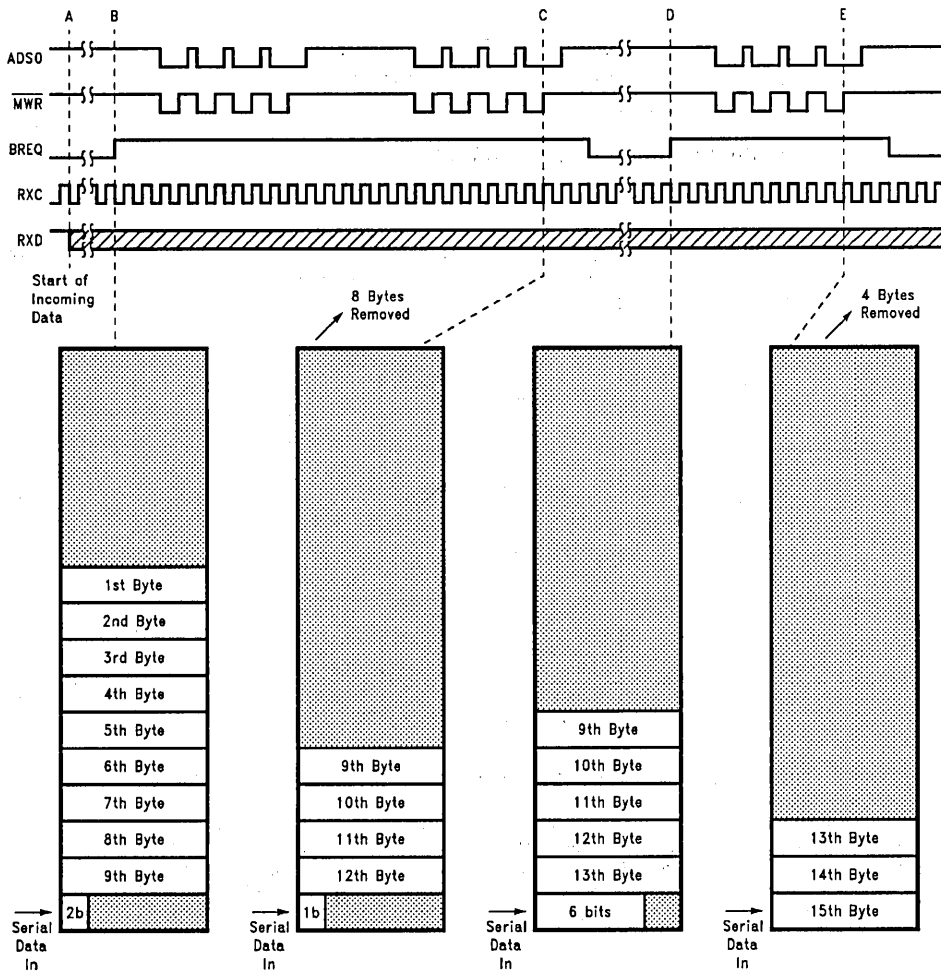 A B C D E
ADS0
MWR
BREQ
RXC
RXD
Start of
Incoming
Data
8 Bytes
Removed
4 Bytes
Removed
1st Byte
2nd Byte
3rd Byte
4th Byte
5th Byte
6th Byte
7th Byte
8th Byte
9th Byte
2b
Serial
Data
In
9th Byte
10th Byte
11th Byte
12th Byte
1b
Serial
Data
In
9th Byte
10th Byte
11th Byte
12th Byte
13th Byte
6 bits
Serial
Data
In
13th Byte
14th Byte
15th Byte
Serial
Data
In